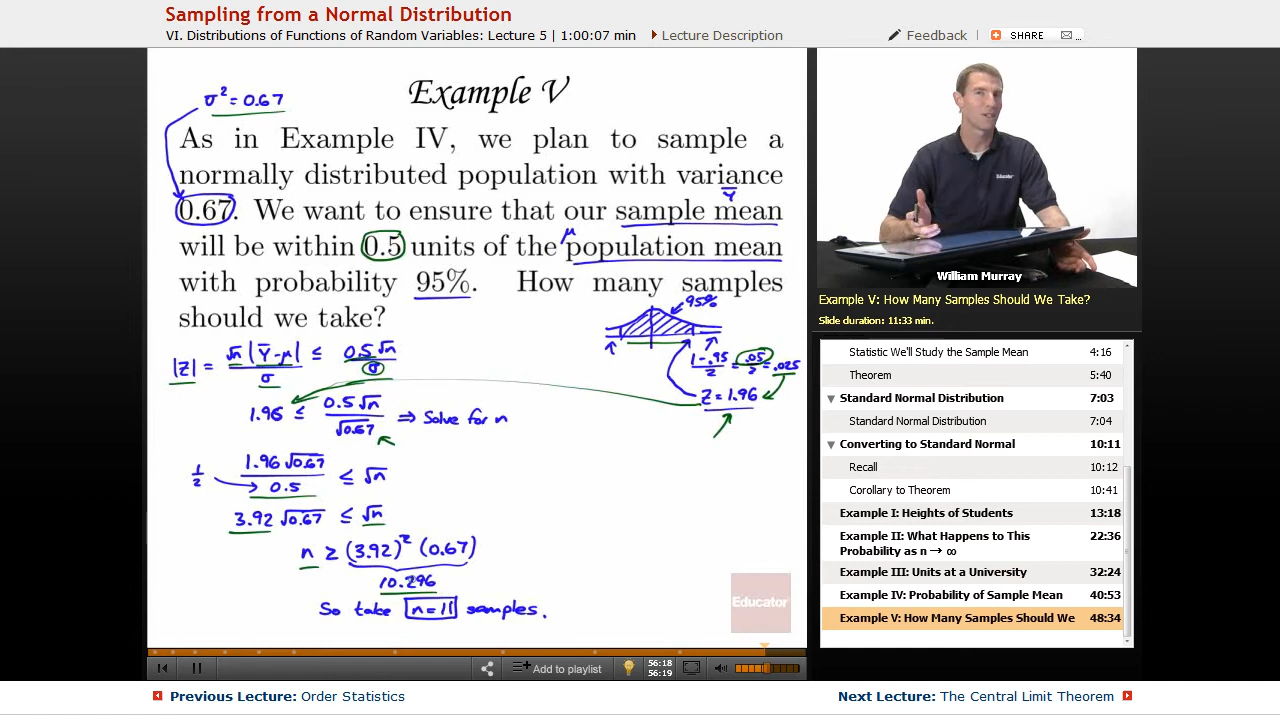 Sampling from a Normal Distribution
VI. Distributions of Functions of Random Variables: Lecture 5 | 1:00:07 min
Lecture Description
Feedback
SHARE
σ² = 0.67
Example V
As in Example IV, we plan to sample a
normally distributed population with variance
Ȳ
0.67. We want to ensure that our sample mean
μ
will be within 0.5 units of the population mean
with probability 95%. How many samples
should we take?
95%
|Z| = √n |Ȳ-μ| / σ ≤ 0.5√n / σ
1-.95 / 2 = .05 / 2 = .025
Z = 1.96
1.96 ≤ 0.5√n / √0.67 ⇒ Solve for n
½ 1.96√0.67 / 0.5 ≤ √n
3.92 √0.67 ≤ √n
n ≥ (3.92)² (0.67)
10.296
So take n=11 samples.
Educator
Educator
William Murray
Example V: How Many Samples Should We Take?
Slide duration: 11:33 min.
Statistic We'll Study the Sample Mean 4:16
Theorem 5:40
Standard Normal Distribution 7:03
Standard Normal Distribution 7:04
Converting to Standard Normal 10:11
Recall 10:12
Corollary to Theorem 10:41
Example I: Heights of Students 13:18
Example II: What Happens to This 22:36
Probability as n → ∞
Example III: Units at a University 32:24
Example IV: Probability of Sample Mean 40:53
Example V: How Many Samples Should We 48:34
Add to playlist
56:18
56:19
Previous Lecture: Order Statistics
Next Lecture: The Central Limit Theorem